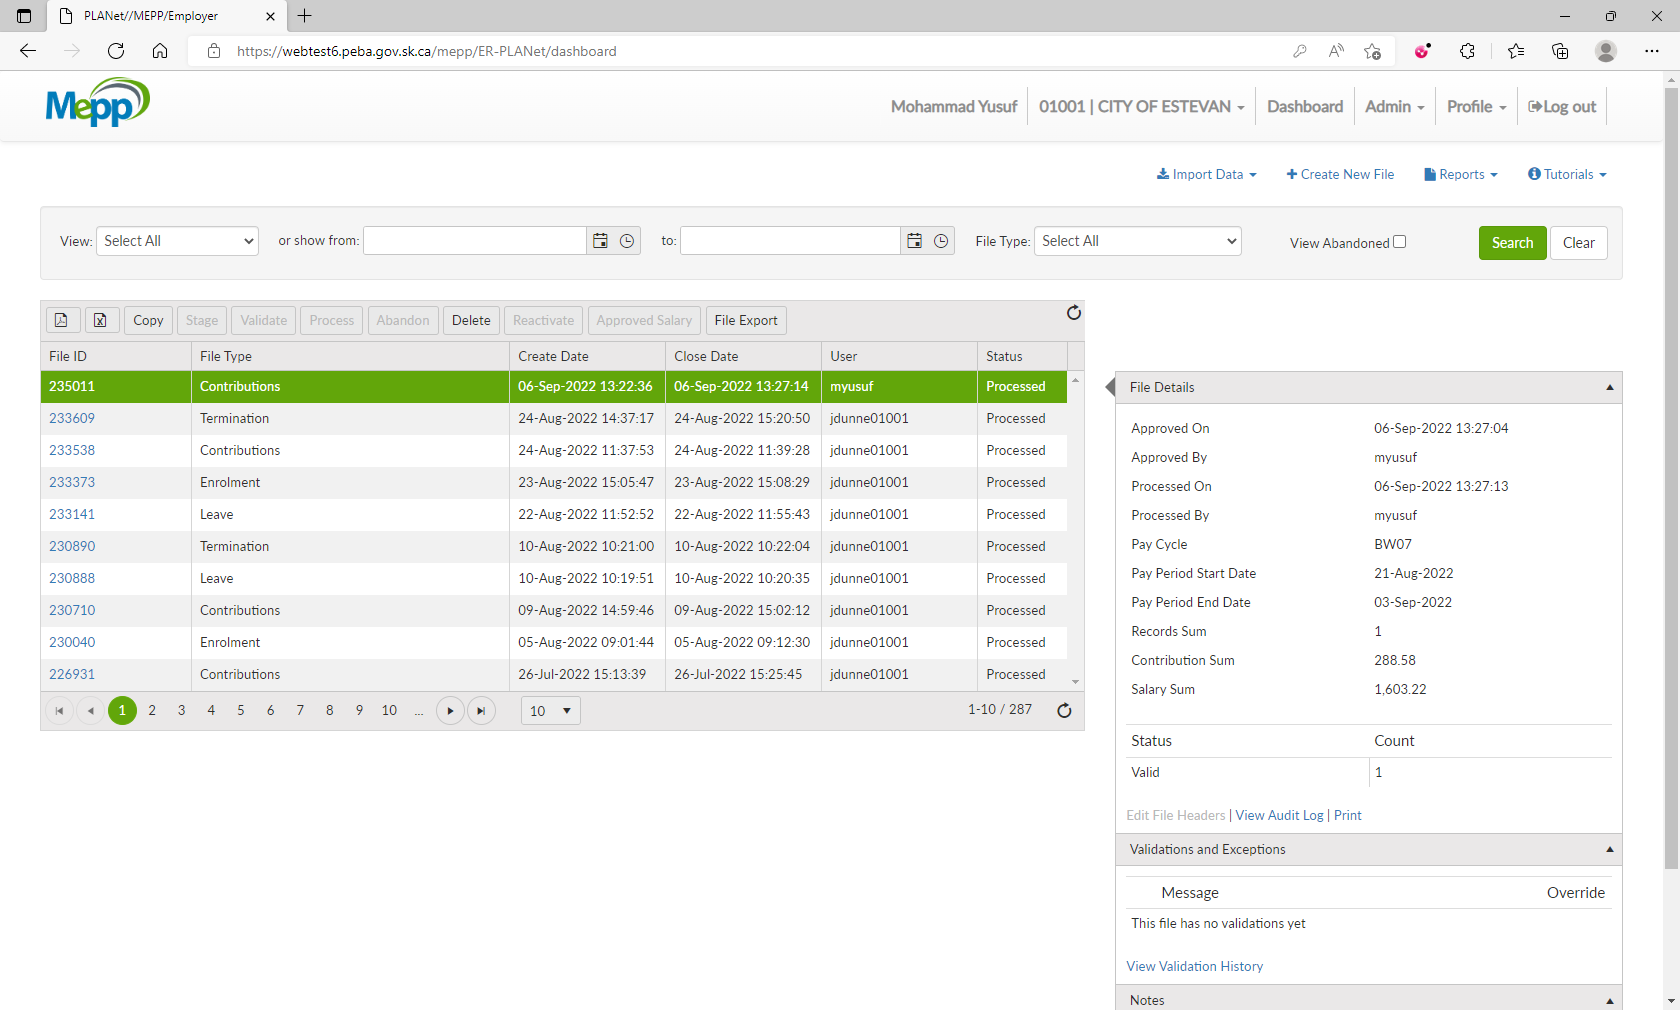 PLANet//MEPP/Employer
https://webtest6.peba.gov.sk.ca/mepp/ER-PLANet/dashboard
Mepp
Mohammad Yusuf
01001 | CITY OF ESTEVAN
Dashboard
Admin
Profile
Log out
Import Data
Create New File
Reports
Tutorials
View: Select All
or show from:
to:
File Type: Select All
View Abandoned
Search
Clear
Copy
Stage
Validate
Process
Abandon
Delete
Reactivate
Approved Salary
File Export
File ID File Type Create Date Close Date User Status
235011 Contributions 06-Sep-2022 13:22:36 06-Sep-2022 13:27:14 myusuf Processed
233609 Termination 24-Aug-2022 14:37:17 24-Aug-2022 15:20:50 jdunne01001 Processed
233538 Contributions 24-Aug-2022 11:37:53 24-Aug-2022 11:39:28 jdunne01001 Processed
233373 Enrolment 23-Aug-2022 15:05:47 23-Aug-2022 15:08:29 jdunne01001 Processed
233141 Leave 22-Aug-2022 11:52:52 22-Aug-2022 11:55:43 jdunne01001 Processed
230890 Termination 10-Aug-2022 10:21:00 10-Aug-2022 10:22:04 jdunne01001 Processed
230888 Leave 10-Aug-2022 10:19:51 10-Aug-2022 10:20:35 jdunne01001 Processed
230710 Contributions 09-Aug-2022 14:59:46 09-Aug-2022 15:02:12 jdunne01001 Processed
230040 Enrolment 05-Aug-2022 09:01:44 05-Aug-2022 09:12:30 jdunne01001 Processed
226931 Contributions 26-Jul-2022 15:13:39 26-Jul-2022 15:25:45 jdunne01001 Processed
1 2 3 4 5 6 7 8 9 10 ... 10 1-10 / 287
File Details
Approved On 06-Sep-2022 13:27:04
Approved By myusuf
Processed On 06-Sep-2022 13:27:13
Processed By myusuf
Pay Cycle BW07
Pay Period Start Date 21-Aug-2022
Pay Period End Date 03-Sep-2022
Records Sum 1
Contribution Sum 288.58
Salary Sum 1,603.22
Status Count
Valid 1
Edit File Headers | View Audit Log | Print
Validations and Exceptions
Message Override
This file has no validations yet
View Validation History
Notes